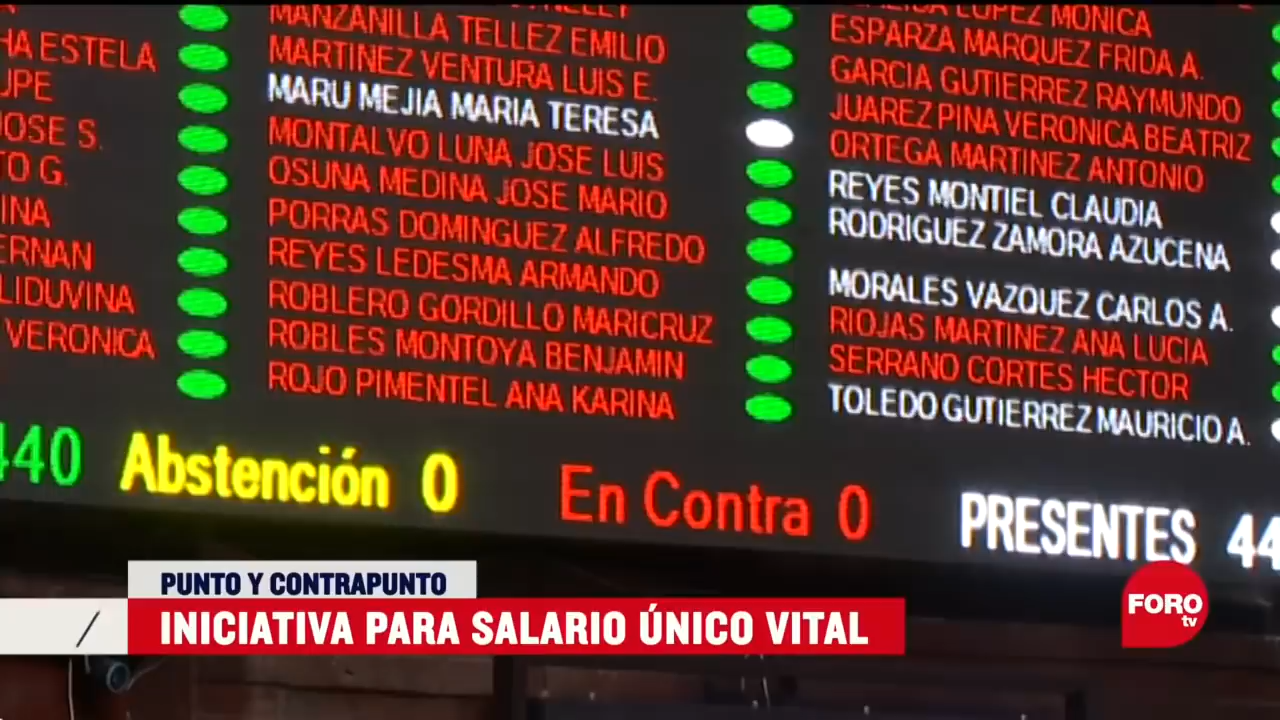 HA ESTELA
UPE
JOSE S.
TO G.
INA
ERNAN
LIDUVINA
VERONICA
MANZANILLA TELLEZ EMILIO
MARTINEZ VENTURA LUIS E.
MARU MEJIA MARIA TERESA
MONTALVO LUNA JOSE LUIS
OSUNA MEDINA JOSE MARIO
PORRAS DOMINGUEZ ALFREDO
REYES LEDESMA ARMANDO
ROBLERO GORDILLO MARICRUZ
ROBLES MONTOYA BENJAMIN
ROJO PIMENTEL ANA KARINA
LOPEZ MONICA
ESPARZA MARQUEZ FRIDA A.
GARCIA GUTIERREZ RAYMUNDO
JUAREZ PINA VERONICA BEATRIZ
ORTEGA MARTINEZ ANTONIO
REYES MONTIEL CLAUDIA
RODRIGUEZ ZAMORA AZUCENA
MORALES VAZQUEZ CARLOS A.
RIOJAS MARTINEZ ANA LUCIA
SERRANO CORTES HECTOR
TOLEDO GUTIERREZ MAURICIO A.
440 Abstención 0 En Contra 0 PRESENTES 44
PUNTO Y CONTRAPUNTO
INICIATIVA PARA SALARIO ÚNICO VITAL
FORO
tv